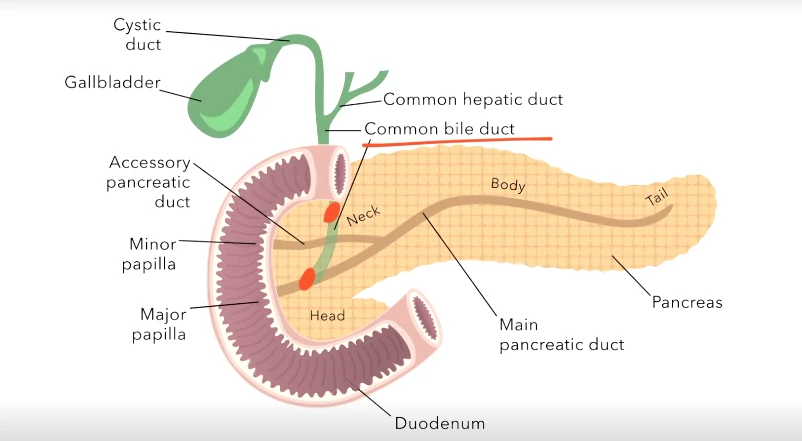 Cystic
duct
Gallbladder
Common hepatic duct
Common bile duct
Accessory
pancreatic
duct
Neck
Body
Tail
Minor
papilla
Major
papilla
Head
Main
pancreatic duct
Pancreas
Duodenum